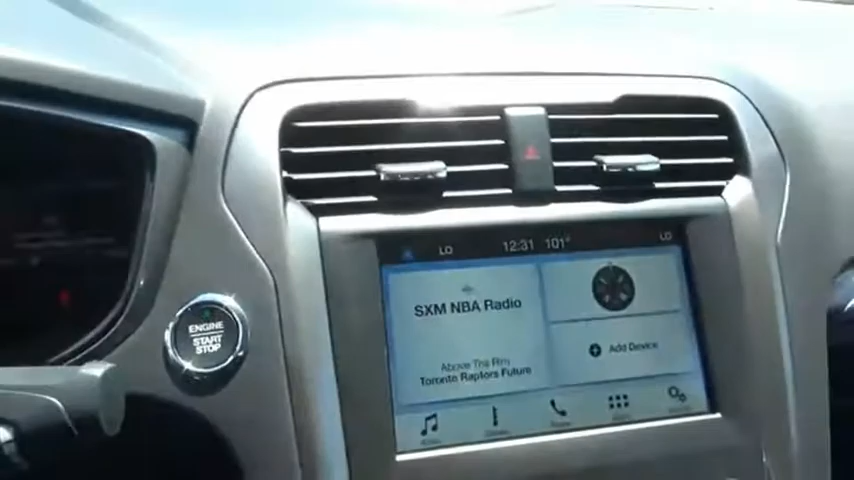 LO 12:31 101° LO
SXM NBA Radio
Above The Rim
Toronto Raptors Future
Add Device
ENGINE
START
STOP